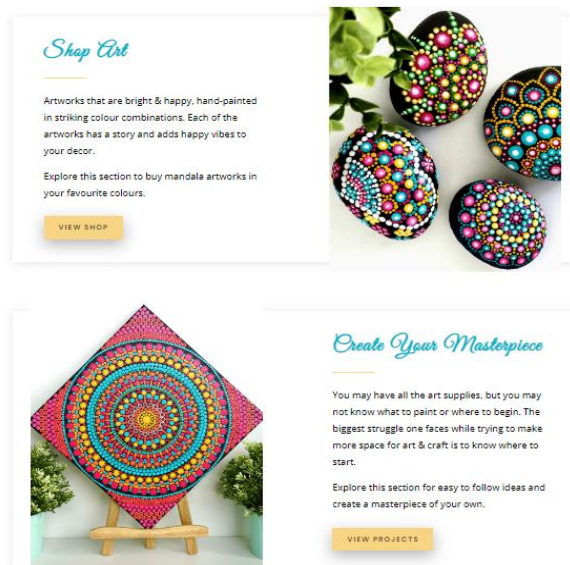 Shop Art
Artworks that are bright & happy, hand-painted
in striking colour combinations. Each of the
artworks has a story and adds happy vibes to
your decor.
Explore this section to buy mandala artworks in
your favourite colours.
VIEW SHOP
Create Your Masterpiece
You may have all the art supplies, but you may
not know what to paint or where to begin. The
biggest struggle one faces while trying to make
more space for art & craft is to know where to
start.
Explore this section for easy to follow ideas and
create a masterpiece of your own.
VIEW PROJECTS